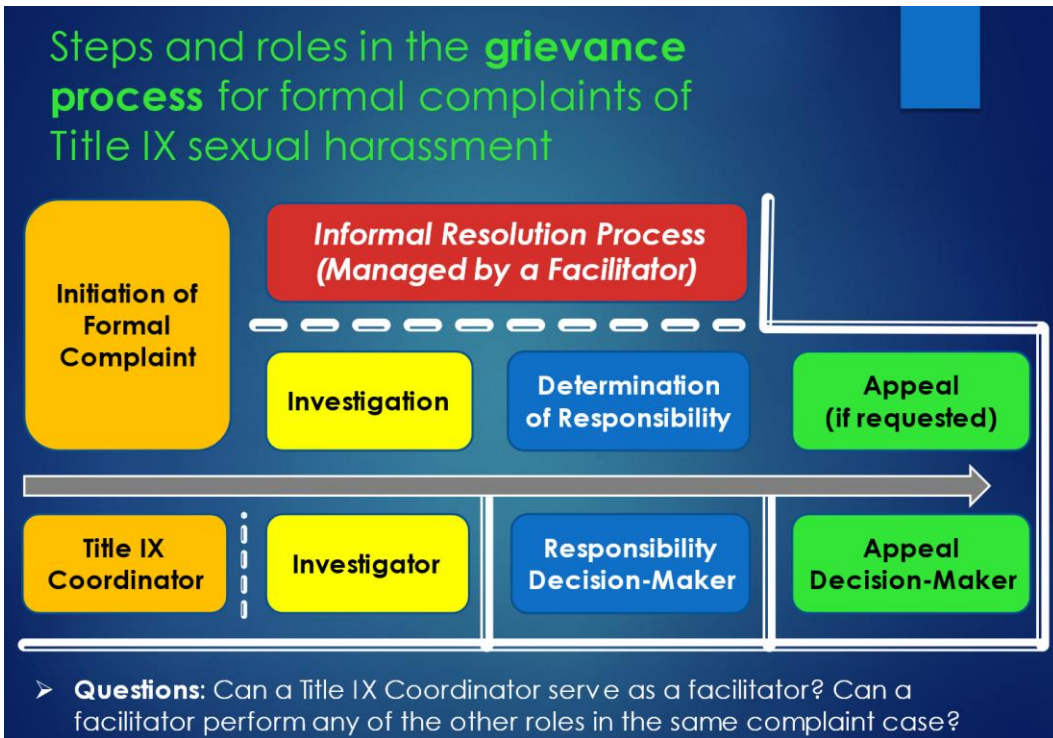 Steps and roles in the grievance
process for formal complaints of
Title IX sexual harassment
Initiation of
Formal
Complaint
Informal Resolution Process
(Managed by a Facilitator)
Investigation
Determination
of Responsibility
Appeal
(if requested)
Title IX
Coordinator
Investigator
Responsibility
Decision-Maker
Appeal
Decision-Maker
➢ Questions: Can a Title IX Coordinator serve as a facilitator? Can a
facilitator perform any of the other roles in the same complaint case?